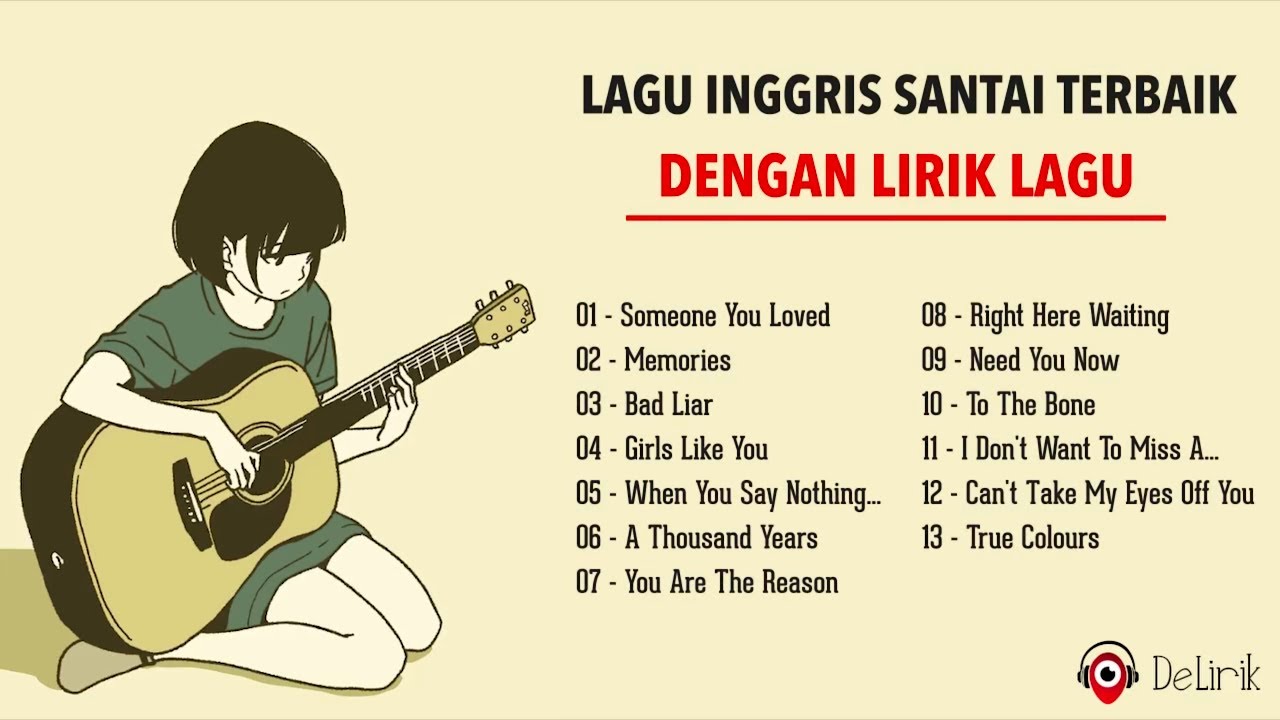 LAGU INGGRIS SANTAI TERBAIK
DENGAN LIRIK LAGU
01 - Someone You Loved
02 - Memories
03 - Bad Liar
04 - Girls Like You
05 - When You Say Nothing...
06 - A Thousand Years
07 - You Are The Reason
08 - Right Here Waiting
09 - Need You Now
10 - To The Bone
11 - I Don't Want To Miss A...
12 - Can't Take My Eyes Off You
13 - True Colours
DeLirik